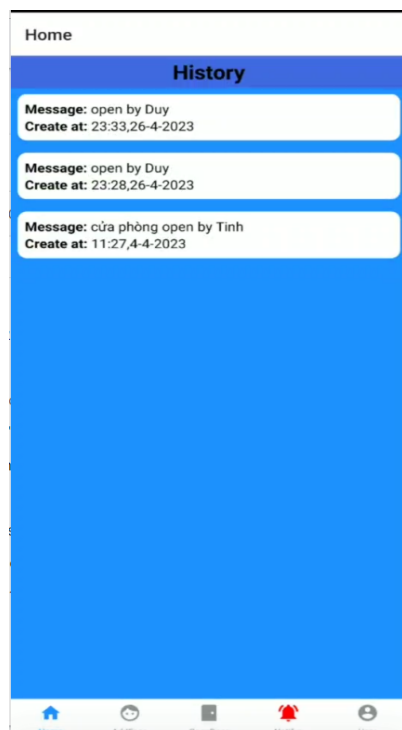 Home
History
Message: open by Duy
Create at: 23:33,26-4-2023
Message: open by Duy
Create at: 23:28,26-4-2023
Message: cửa phòng open by Tinh
Create at: 11:27,4-4-2023